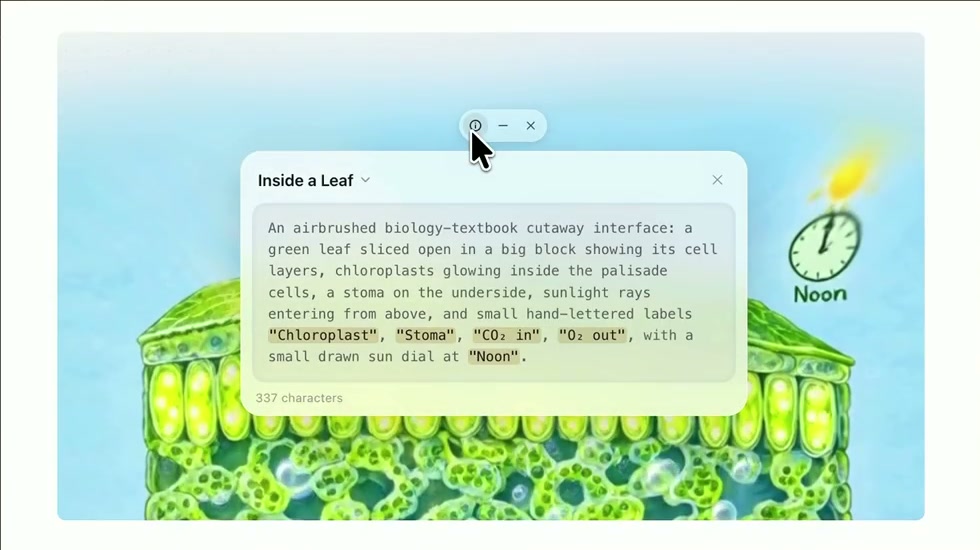 Inside a Leaf
An airbrushed biology-textbook cutaway interface: a
green leaf sliced open in a big block showing its cell
layers, chloroplasts glowing inside the palisade
cells, a stoma on the underside, sunlight rays
entering from above, and small hand-lettered labels
"Chloroplast", "Stoma", "CO₂ in", "O₂ out", with a
small drawn sun dial at "Noon".
337 characters
Noon